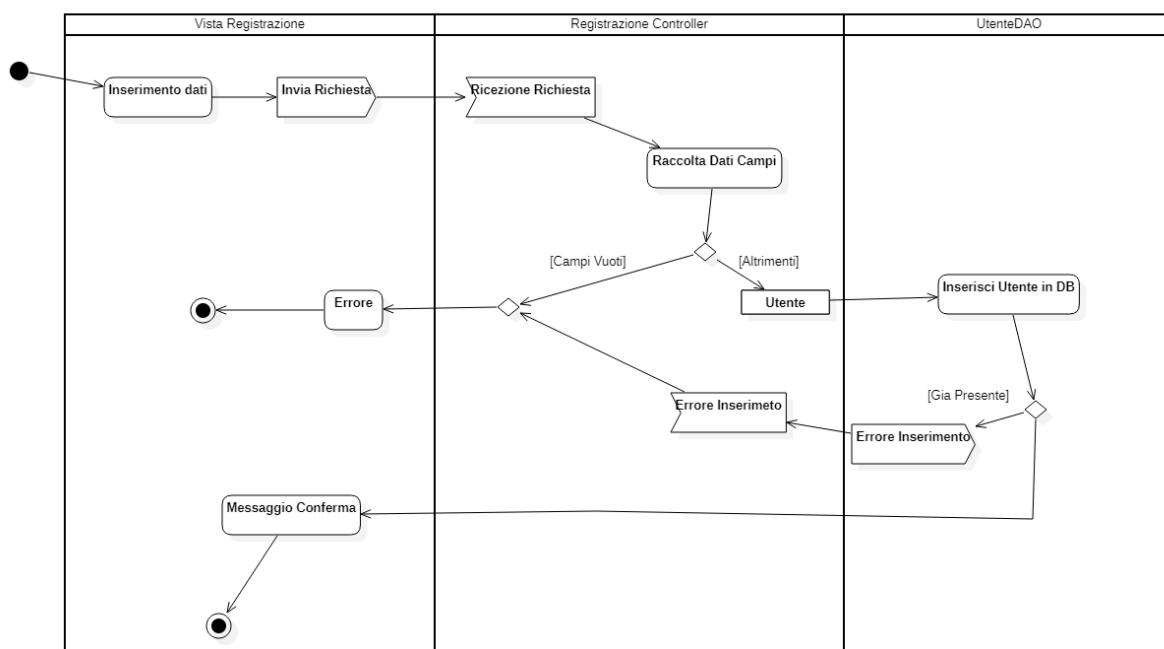 Vista Registrazione
Registrazione Controller
UtenteDAO
Inserimento dati
Invia Richiesta
Ricezione Richiesta
Raccolta Dati Campi
[Campi Vuoti]
[Altrimenti]
Inserisci Utente in DB
Errore
Utente
[Gia Presente]
Errore Inserimeto
Errore Inserimento
Messaggio Conferma